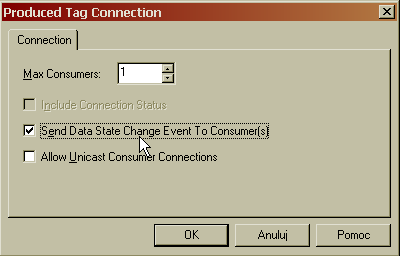 Produced Tag Connection
Connection
Max Consumers: 1
Include Connection Status
Send Data State Change Event To Consumer(s)
Allow Unicast Consumer Connections
OK Anuluj Pomoc